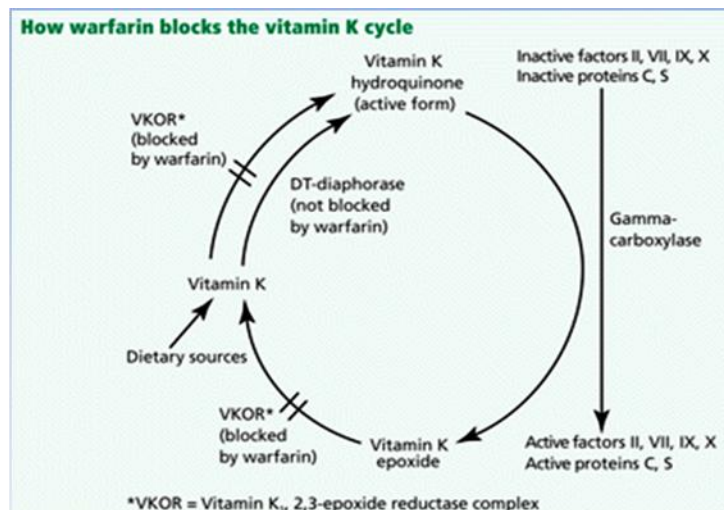 How warfarin blocks the vitamin K cycle
Vitamin K
hydroquinone
(active form)
Inactive factors II, VII, IX, X
Inactive proteins C, S
VKOR*
(blocked
by warfarin)
DT-diaphorase
(not blocked
by warfarin)
Gamma-
carboxylase
Vitamin K
Dietary sources
VKOR*
(blocked
by warfarin)
Vitamin K
epoxide
Active factors II, VII, IX, X
Active proteins C, S
*VKOR = Vitamin K₁, 2,3-epoxide reductase complex